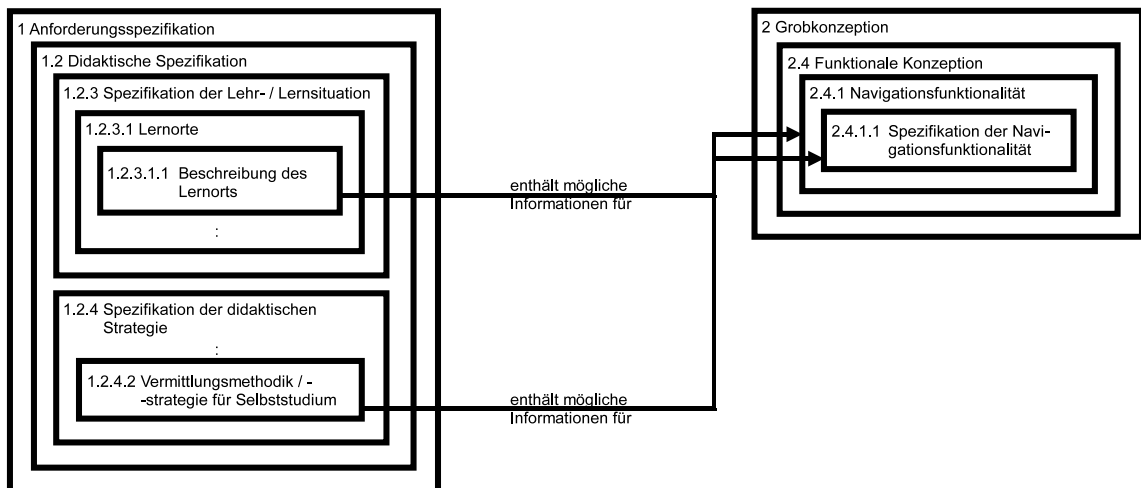 1 Anforderungsspezifikation
1.2 Didaktische Spezifikation
1.2.3 Spezifikation der Lehr- / Lernsituation
1.2.3.1 Lernorte
1.2.3.1.1 Beschreibung des
Lernorts
:
1.2.4 Spezifikation der didaktischen
Strategie
:
1.2.4.2 Vermittlungsmethodik / -
-strategie für Selbststudium
enthält mögliche
Informationen für
enthält mögliche
Informationen für
2 Grobkonzeption
2.4 Funktionale Konzeption
2.4.1 Navigationsfunktionalität
2.4.1.1 Spezifikation der Navi-
gationsfunktionalität